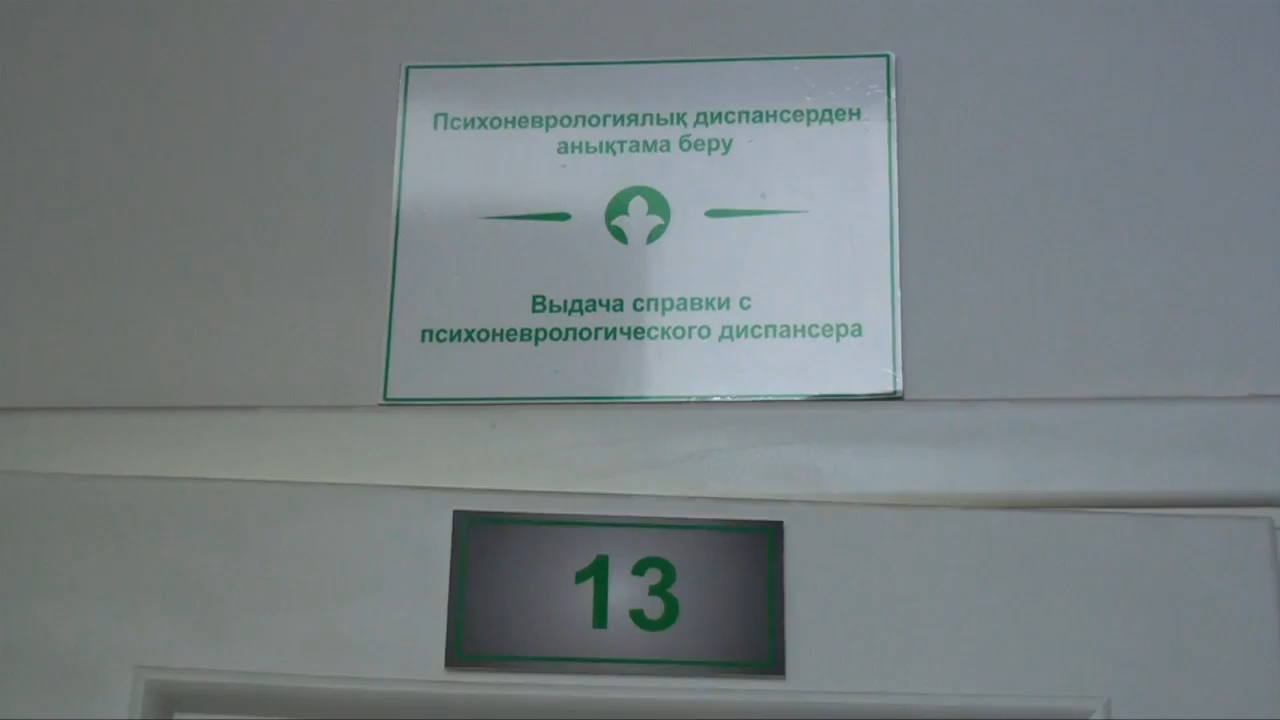 Психоневрологиялық диспансерден
анықтама беру
Выдача справки с
психоневрологического диспансера
13